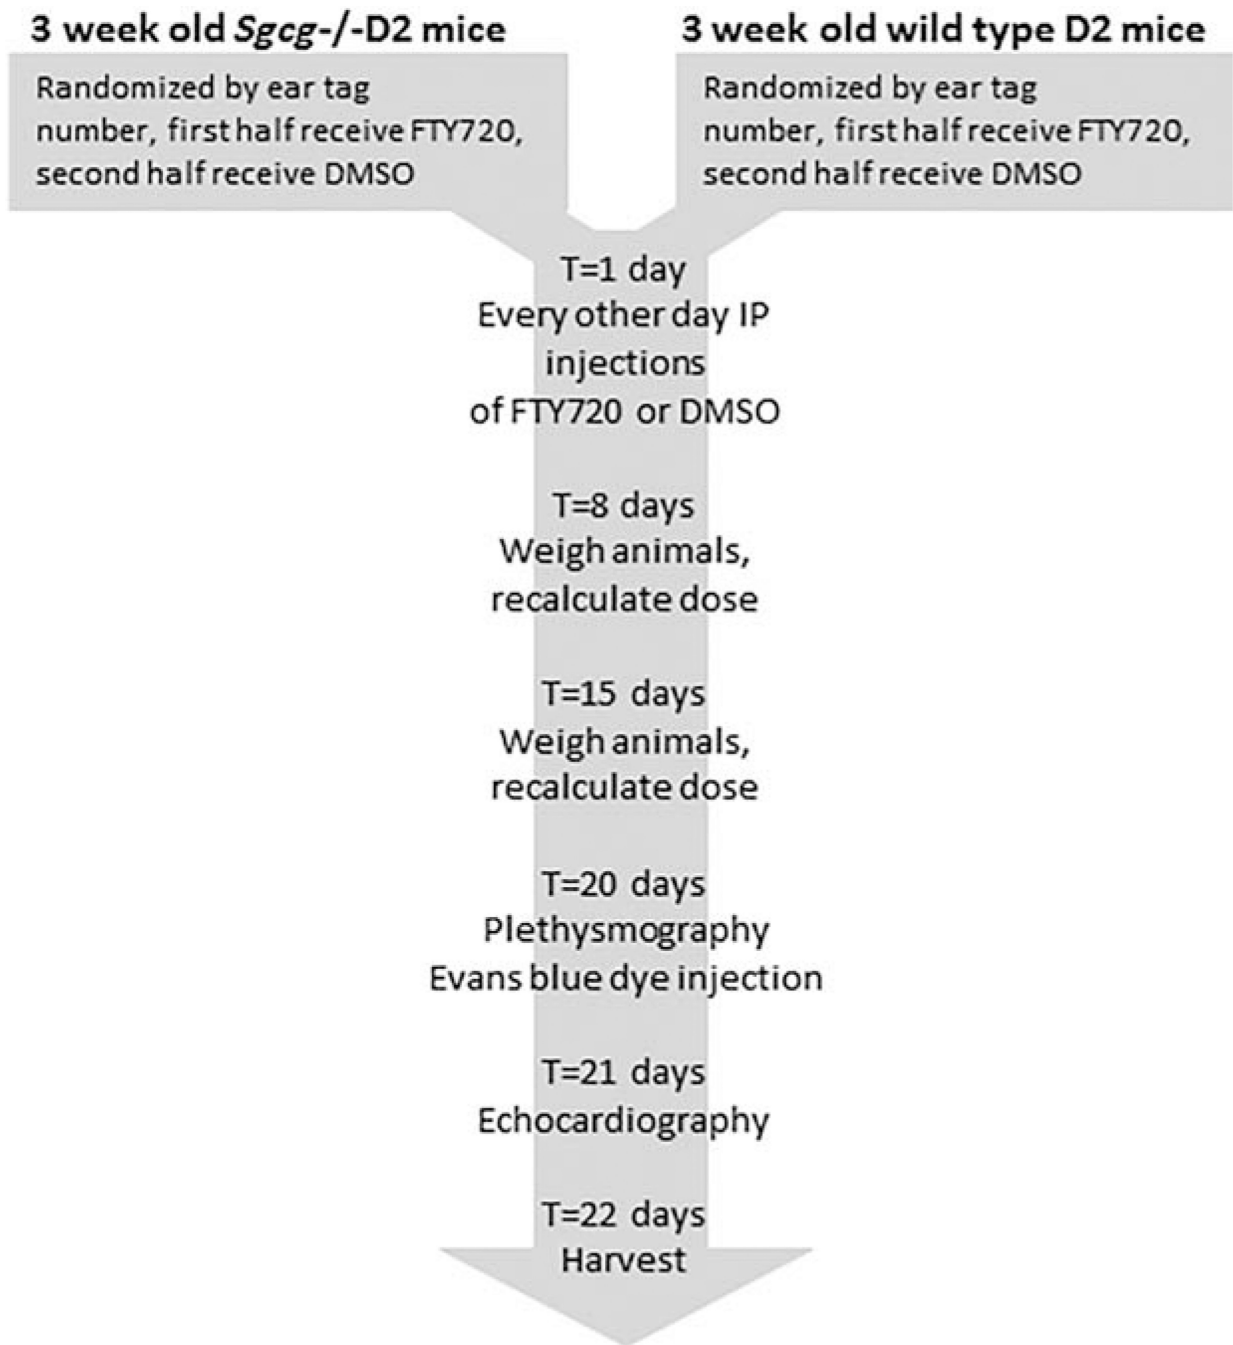 3 week old Sgcg-/-D2 mice
Randomized by ear tag
number, first half receive FTY720,
second half receive DMSO
3 week old wild type D2 mice
Randomized by ear tag
number, first half receive FTY720,
second half receive DMSO
T=1 day
Every other day IP
injections
of FTY720 or DMSO
T=8 days
Weigh animals,
recalculate dose
T=15 days
Weigh animals,
recalculate dose
T=20 days
Plethysmography
Evans blue dye injection
T=21 days
Echocardiography
T=22 days
Harvest